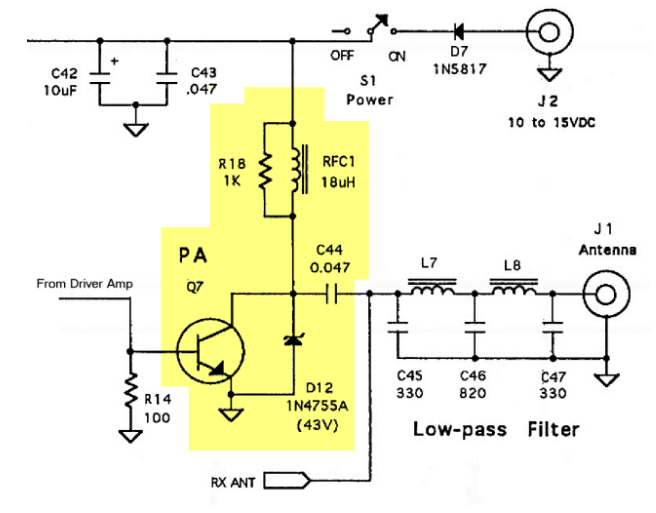 OFF
ON
D7
1N5817
S1
Power
J2
10 to 15VDC
C42
10uF
C43
.047
R18
1K
RFC1
18uH
PA
Q7
C44
0.047
J1
Antenna
L7
L8
From Driver Amp
R14
100
D12
1N4755A
(43V)
C45
330
C46
820
C47
330
Low-pass Filter
RX ANT
+